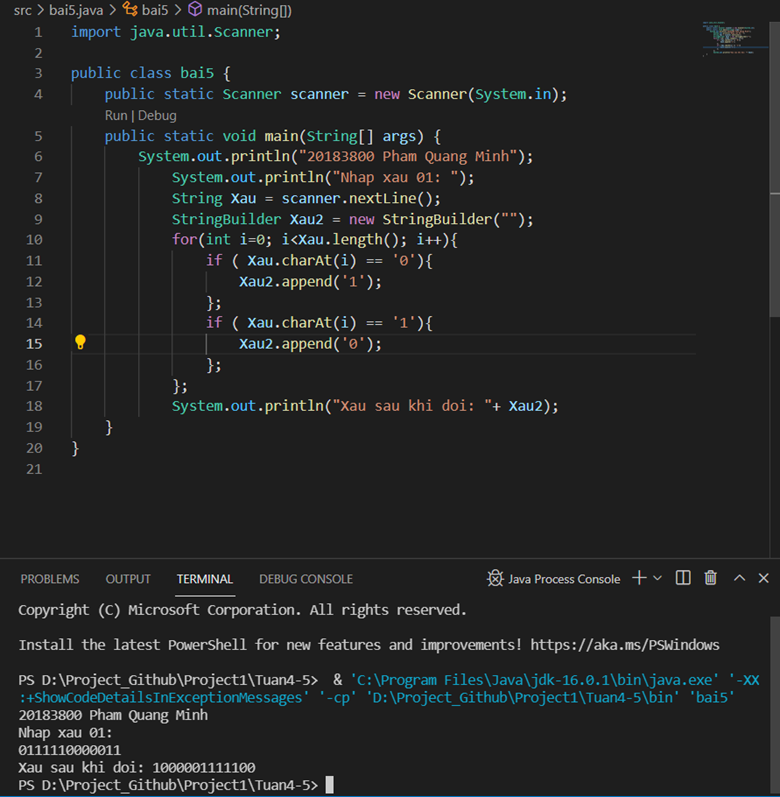 src > bai5.java > bai5 > main(String[])
1 import java.util.Scanner;
2
3 public class bai5 {
4     public static Scanner scanner = new Scanner(System.in);
Run | Debug
5     public static void main(String[] args) {
6         System.out.println("20183800 Pham Quang Minh");
7             System.out.println("Nhap xau 01: ");
8             String Xau = scanner.nextLine();
9             StringBuilder Xau2 = new StringBuilder("");
10             for(int i=0; i<Xau.length(); i++){
11                 if ( Xau.charAt(i) == '0'){
12                     Xau2.append('1');
13                 };
14                 if ( Xau.charAt(i) == '1'){
15                     Xau2.append('0');
16                 };
17             };
18             System.out.println("Xau sau khi doi: "+ Xau2);
19     }
20 }
21
PROBLEMS OUTPUT TERMINAL DEBUG CONSOLE Java Process Console
Copyright (C) Microsoft Corporation. All rights reserved.
Install the latest PowerShell for new features and improvements! https://aka.ms/PSWindows
PS D:\Project_Github\Project1\Tuan4-5>  & 'C:\Program Files\Java\jdk-16.0.1\bin\java.exe' '-XX
:+ShowCodeDetailsInExceptionMessages' '-cp' 'D:\Project_Github\Project1\Tuan4-5\bin' 'bai5'
20183800 Pham Quang Minh
Nhap xau 01:
0111110000011
Xau sau khi doi: 1000001111100
PS D:\Project_Github\Project1\Tuan4-5>